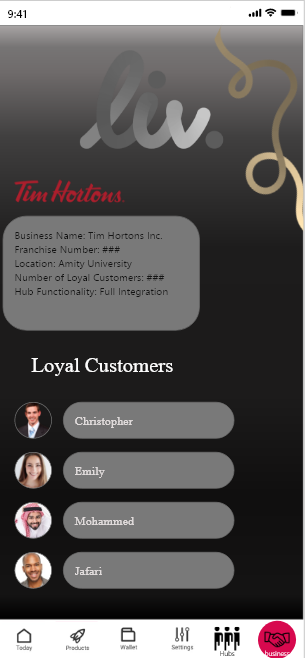 9:41
liv.
Tim Hortons.
Business Name: Tim Hortons Inc.
Franchise Number: ###
Location: Amity University
Number of Loyal Customers: ###
Hub Functionality: Full Integration
Loyal Customers
Christopher
Emily
Mohammed
Jafari
Today
Products
Wallet
Settings
Hubs
business